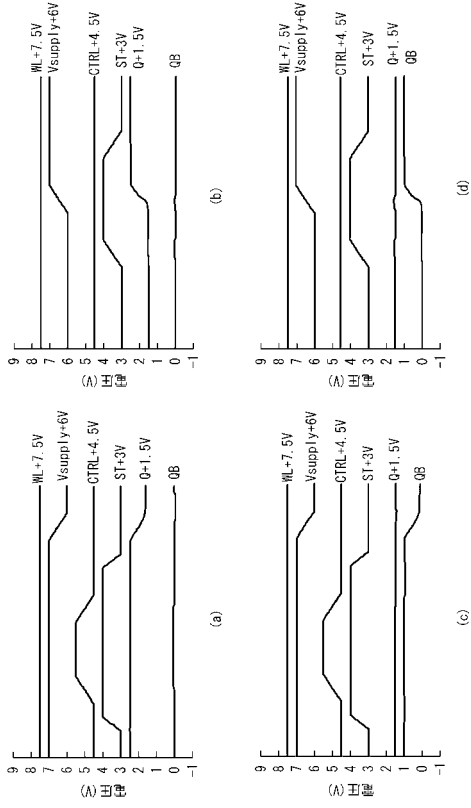 電圧(V)
9
8
7
6
5
4
3
2
1
0
-1
WL+7.5V
Vsupply+6V
CTRL+4.5V
ST+3V
Q+1.5V
QB
(a)
電圧(V)
9
8
7
6
5
4
3
2
1
0
-1
WL+7.5V
Vsupply+6V
CTRL+4.5V
ST+3V
Q+1.5V
QB
(b)
電圧(V)
9
8
7
6
5
4
3
2
1
0
-1
WL+7.5V
Vsupply+6V
CTRL+4.5V
ST+3V
Q+1.5V
QB
(c)
電圧(V)
9
8
7
6
5
4
3
2
1
0
-1
WL+7.5V
Vsupply+6V
CTRL+4.5V
ST+3V
Q+1.5V
QB
(d)